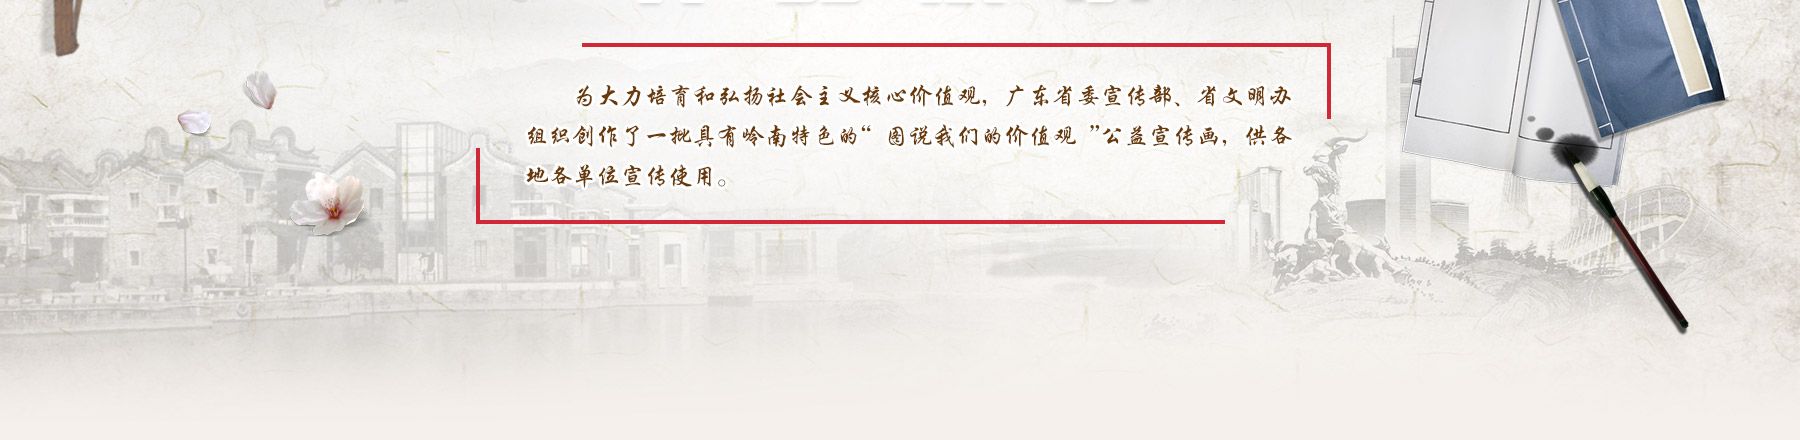 为大力培育和弘扬社会主义核心价值观，广东省委宣传部、省文明办
组织创作了一批具有岭南特色的“ 图说我们的价值观 ”公益宣传画，供各
地各单位宣传使用。